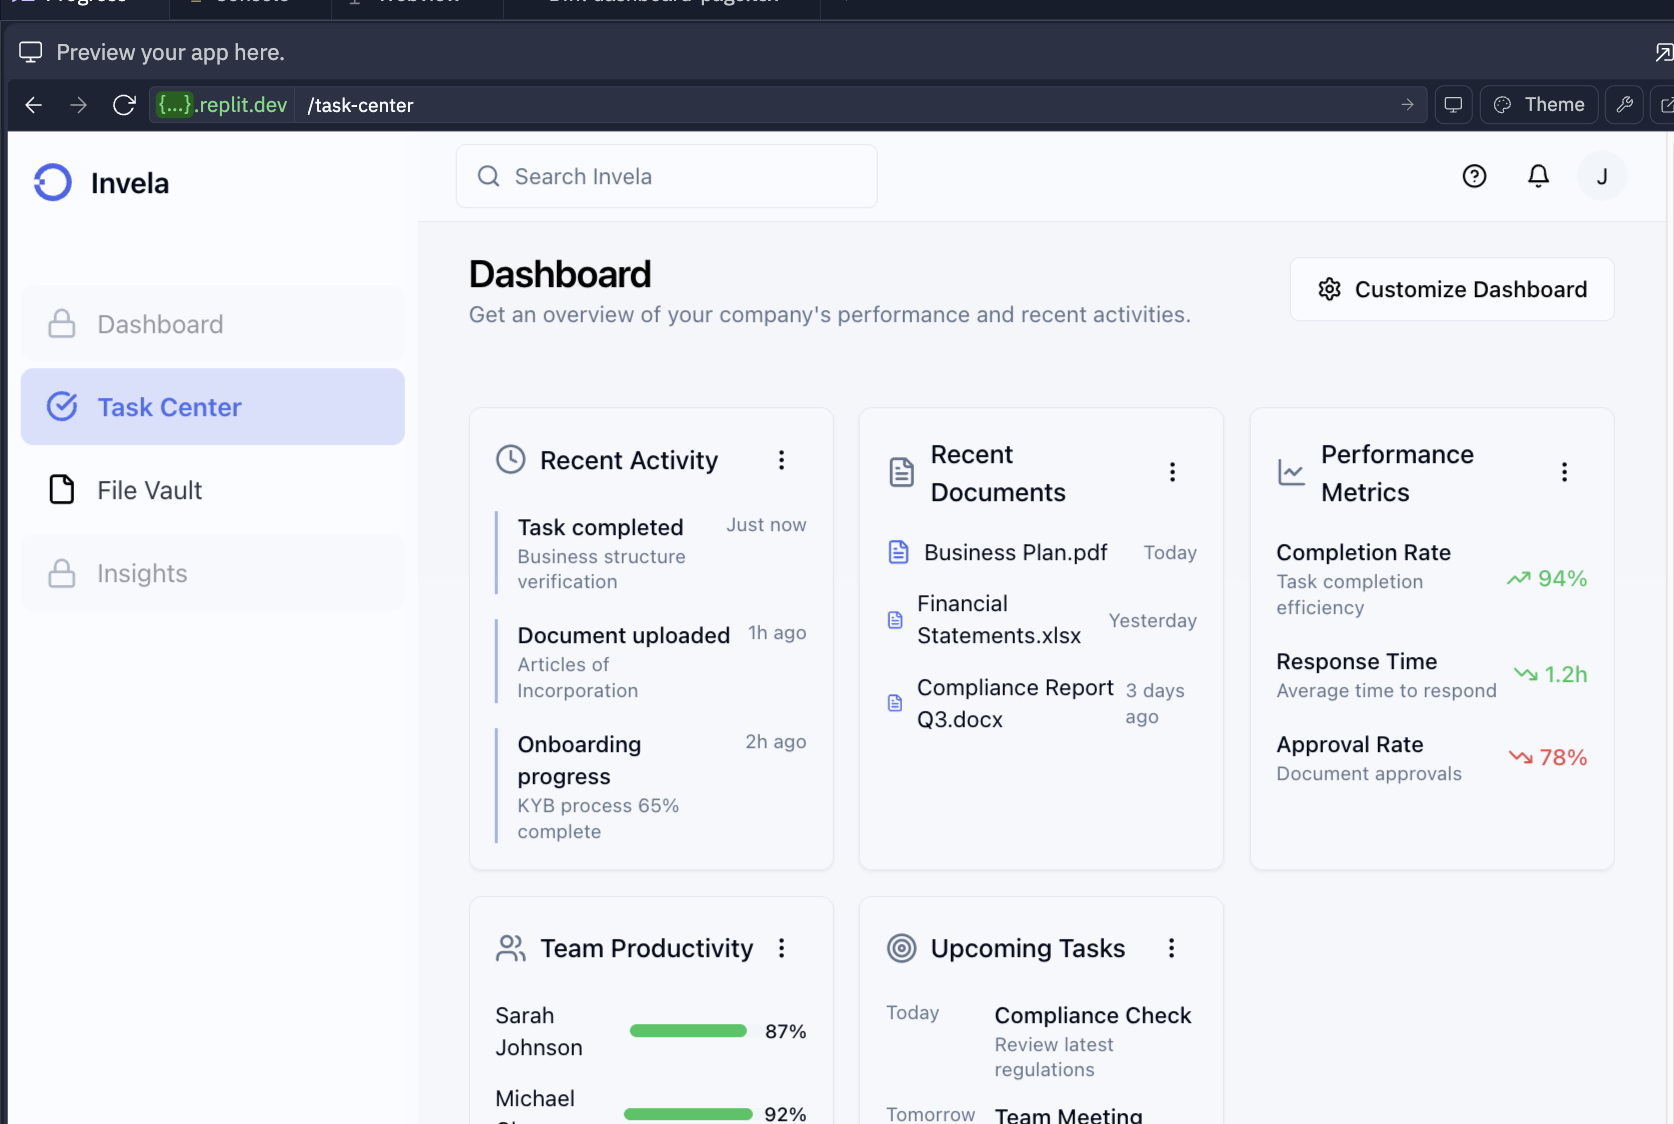 Preview your app here.
{...}.replit.dev /task-center
Theme
Invela
Search Invela
J
Dashboard
Task Center
File Vault
Insights
Dashboard
Get an overview of your company's performance and recent activities.
Customize Dashboard
Recent Activity
Task completed
Just now
Business structure
verification
Document uploaded
1h ago
Articles of
Incorporation
Onboarding
progress
2h ago
KYB process 65%
complete
Recent
Documents
Business Plan.pdf
Today
Financial
Statements.xlsx
Yesterday
Compliance Report
Q3.docx
3 days
ago
Performance
Metrics
Completion Rate
Task completion
efficiency
94%
Response Time
Average time to respond
1.2h
Approval Rate
Document approvals
78%
Team Productivity
Sarah
Johnson
87%
Michael
92%
Upcoming Tasks
Today
Compliance Check
Review latest
regulations
Tomorrow
Team Meeting